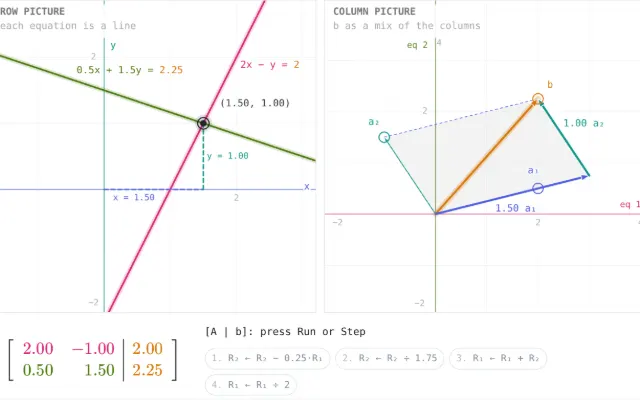 ROW PICTURE
each equation is a line
y
2
0.5x + 1.5y = 2.25
2x − y = 2
(1.50, 1.00)
y = 1.00
x = 1.50
2
x
−2
COLUMN PICTURE
b as a mix of the columns
eq 2
4
b
a₂
2
1.00 a₂
a₁
1.50 a₁
eq 1
−2
2
4
−2
[A | b]: press Run or Step
2.00 −1.00 2.00
0.50 1.50 2.25
1. R₂ ← R₂ − 0.25·R₁
2. R₂ ← R₂ ÷ 1.75
3. R₁ ← R₁ + R₂
4. R₁ ← R₁ ÷ 2